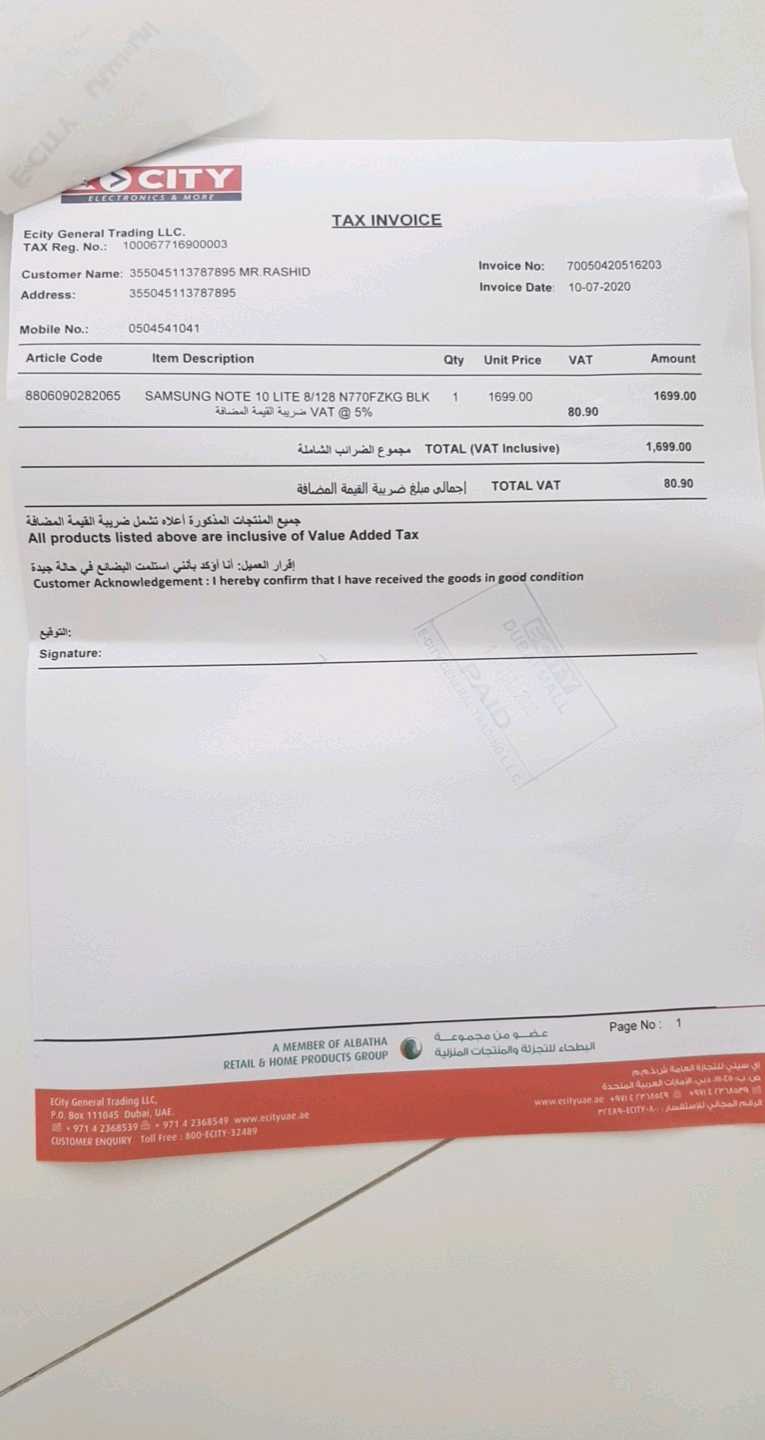 E-CITY
CITY
ELECTRONICS & MORE
TAX INVOICE
Ecity General Trading LLC.
TAX Reg. No.: 100067716900003
Customer Name: 355045113787895 MR.RASHID
Address: 355045113787895
Mobile No.: 0504541041
Invoice No: 70050420516203
Invoice Date: 10-07-2020
Article Code Item Description Qty Unit Price VAT Amount
8806090282065 SAMSUNG NOTE 10 LITE 8/128 N770FZKG BLK 1 1699.00 1699.00
ضريبة القيمة المضافة VAT @ 5% 80.90
مجموع الضرائب الشاملة TOTAL (VAT Inclusive) 1,699.00
إجمالي مبلغ ضريبة القيمة المضافة TOTAL VAT 80.90
جميع المنتجات المذكورة أعلاه تشمل ضريبة القيمة المضافة
All products listed above are inclusive of Value Added Tax
إقرار العميل: أنا أؤكد بأنني استلمت البضائع في حالة جيدة
Customer Acknowledgement : I hereby confirm that I have received the goods in good condition
التوقيع:
Signature:
E-CITY
DUBAI MALL
PAID
E-CITY GENERAL TRADING L.L.C.
A MEMBER OF ALBATHA
RETAIL & HOME PRODUCTS GROUP
عضو من مجموعة
البطحاء للتجزئة والمنتجات المنزلية
Page No : 1
ECity General Trading LLC,
P.O. Box 111045 Dubai, UAE.
+ 971 4 2368539 + 971 4 2368549 www.ecityuae.ae
CUSTOMER ENQUIRY Toll Free : 800-ECITY-32489
إي سيتي للتجارة العامة ش.ذ.م.م
ص.ب: ١١١٠٤٥، دبي، الإمارات العربية المتحدة
www.ecityuae.ae +٩٧١ ٤ ٢٣٦٨٥٤٩ +٩٧١ ٤ ٢٣٦٨٥٣٩
الرقم المجاني للإستفسار : ٨٠٠-ECITY-٣٢٤٨٩